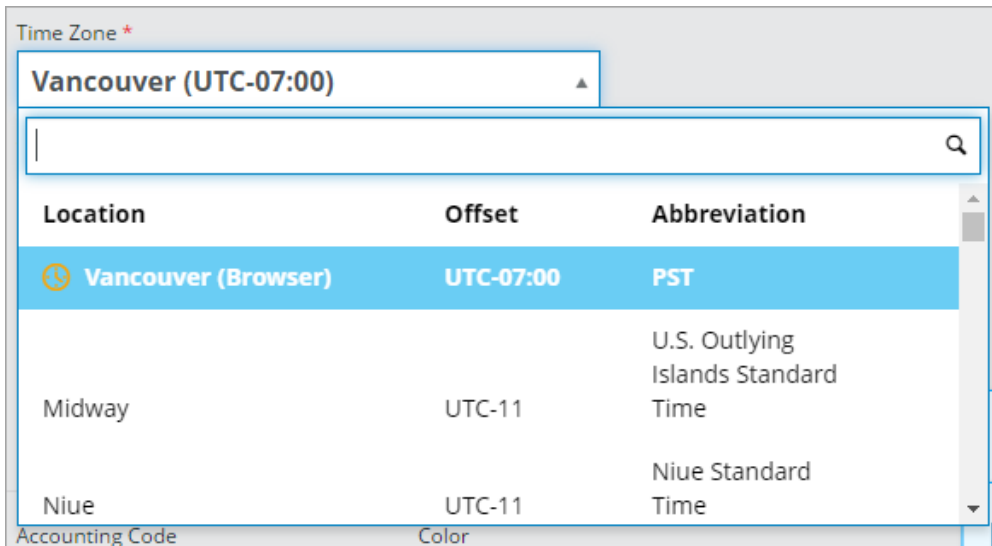 Time Zone *
Vancouver (UTC-07:00)
Location Offset Abbreviation
Vancouver (Browser) UTC-07:00 PST
U.S. Outlying
Islands Standard
Midway UTC-11 Time
Niue Standard
Niue UTC-11 Time
Accounting Code Color